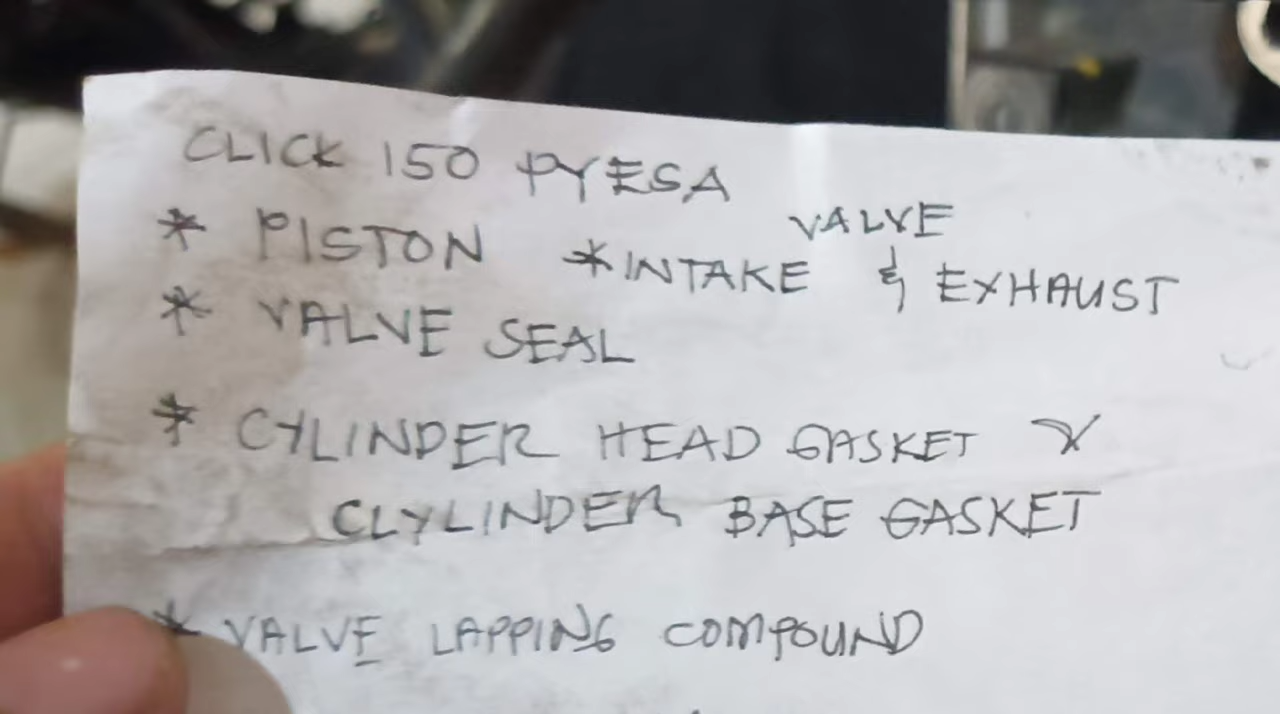 CLICK 150 PYESA
* PISTON *INTAKE VALVE & EXHAUST
* VALVE SEAL
* CYLINDER HEAD GASKET &
CLYLINDER BASE GASKET
* VALVE LAPPING COMPOUND